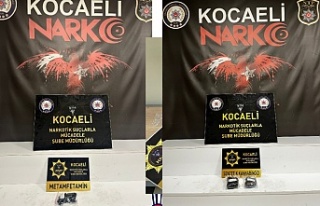 KOCAELİ
NARKO
KOCAELİ
NARKOTİK SUÇLARLA
MÜCADELE
ŞUBE MÜDÜRLÜĞÜ
KOCAELİ
METAMFETAMİN
KOCAELİ
NARKO
KOCAELİ
NARKOTİK SUÇLARLA
MÜCADELE
ŞUBE MÜDÜRLÜĞÜ
KOCAELİ